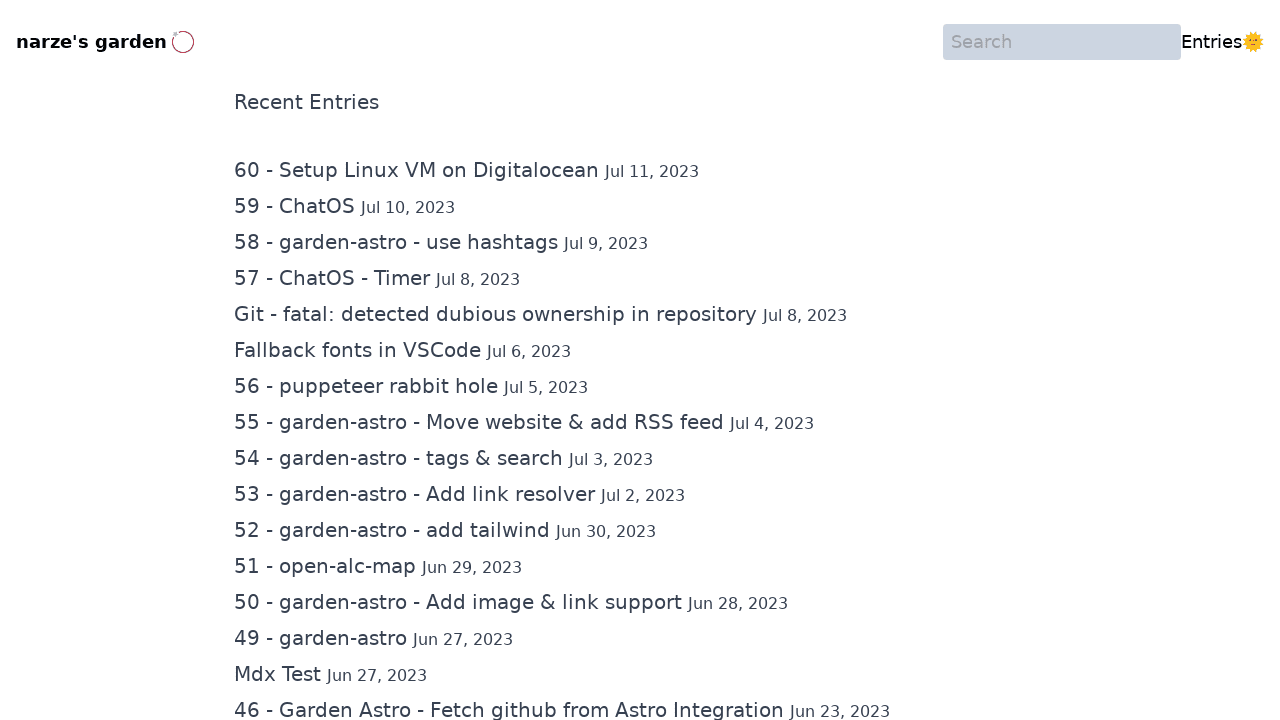 narze's garden
Search
Entries🌞
Recent Entries
60 - Setup Linux VM on Digitalocean Jul 11, 2023
59 - ChatOS Jul 10, 2023
58 - garden-astro - use hashtags Jul 9, 2023
57 - ChatOS - Timer Jul 8, 2023
Git - fatal: detected dubious ownership in repository Jul 8, 2023
Fallback fonts in VSCode Jul 6, 2023
56 - puppeteer rabbit hole Jul 5, 2023
55 - garden-astro - Move website & add RSS feed Jul 4, 2023
54 - garden-astro - tags & search Jul 3, 2023
53 - garden-astro - Add link resolver Jul 2, 2023
52 - garden-astro - add tailwind Jun 30, 2023
51 - open-alc-map Jun 29, 2023
50 - garden-astro - Add image & link support Jun 28, 2023
49 - garden-astro Jun 27, 2023
Mdx Test Jun 27, 2023
46 - Garden Astro - Fetch github from Astro Integration Jun 23, 2023